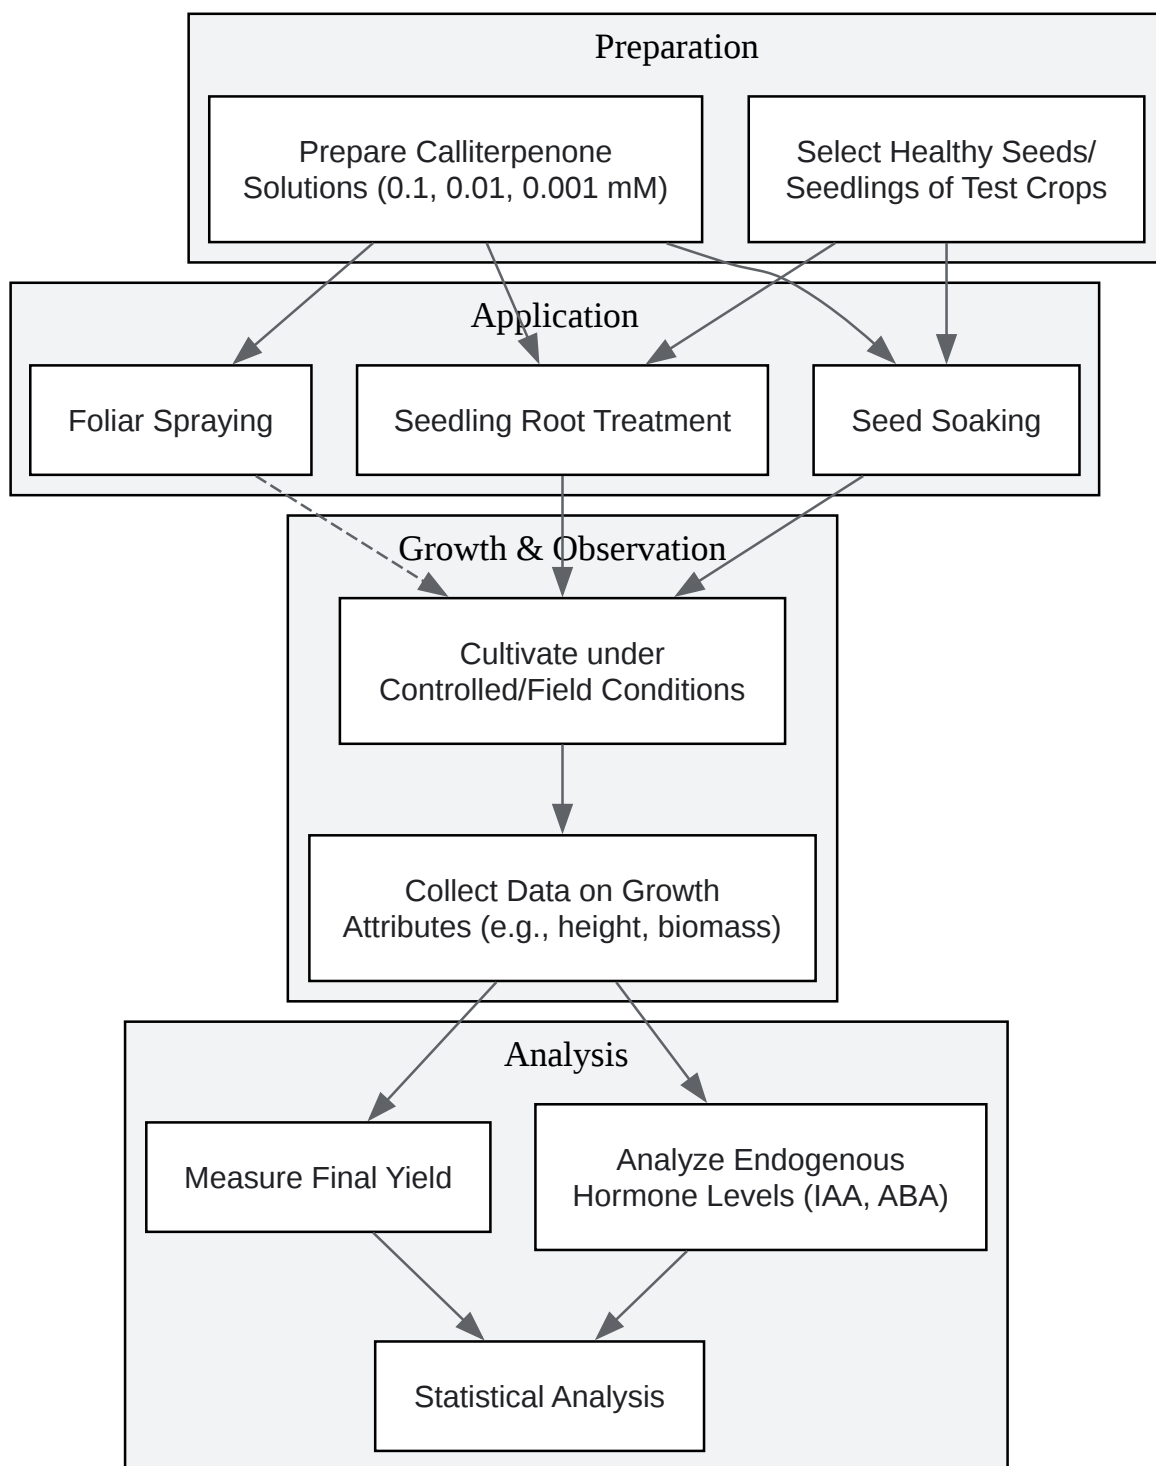 Preparation
Prepare Calliterpenone
Solutions (0.1, 0.01, 0.001 mM)
Select Healthy Seeds/
Seedlings of Test Crops
Application
Foliar Spraying
Seedling Root Treatment
Seed Soaking
Growth & Observation
Cultivate under
Controlled/Field Conditions
Collect Data on Growth
Attributes (e.g., height, biomass)
Analysis
Measure Final Yield
Analyze Endogenous
Hormone Levels (IAA, ABA)
Statistical Analysis